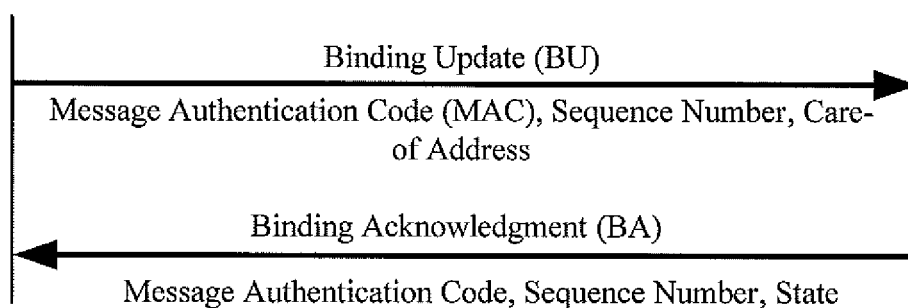 Binding Update (BU)
Message Authentication Code (MAC), Sequence Number, Care-
of Address
Binding Acknowledgment (BA)
Message Authentication Code, Sequence Number, State